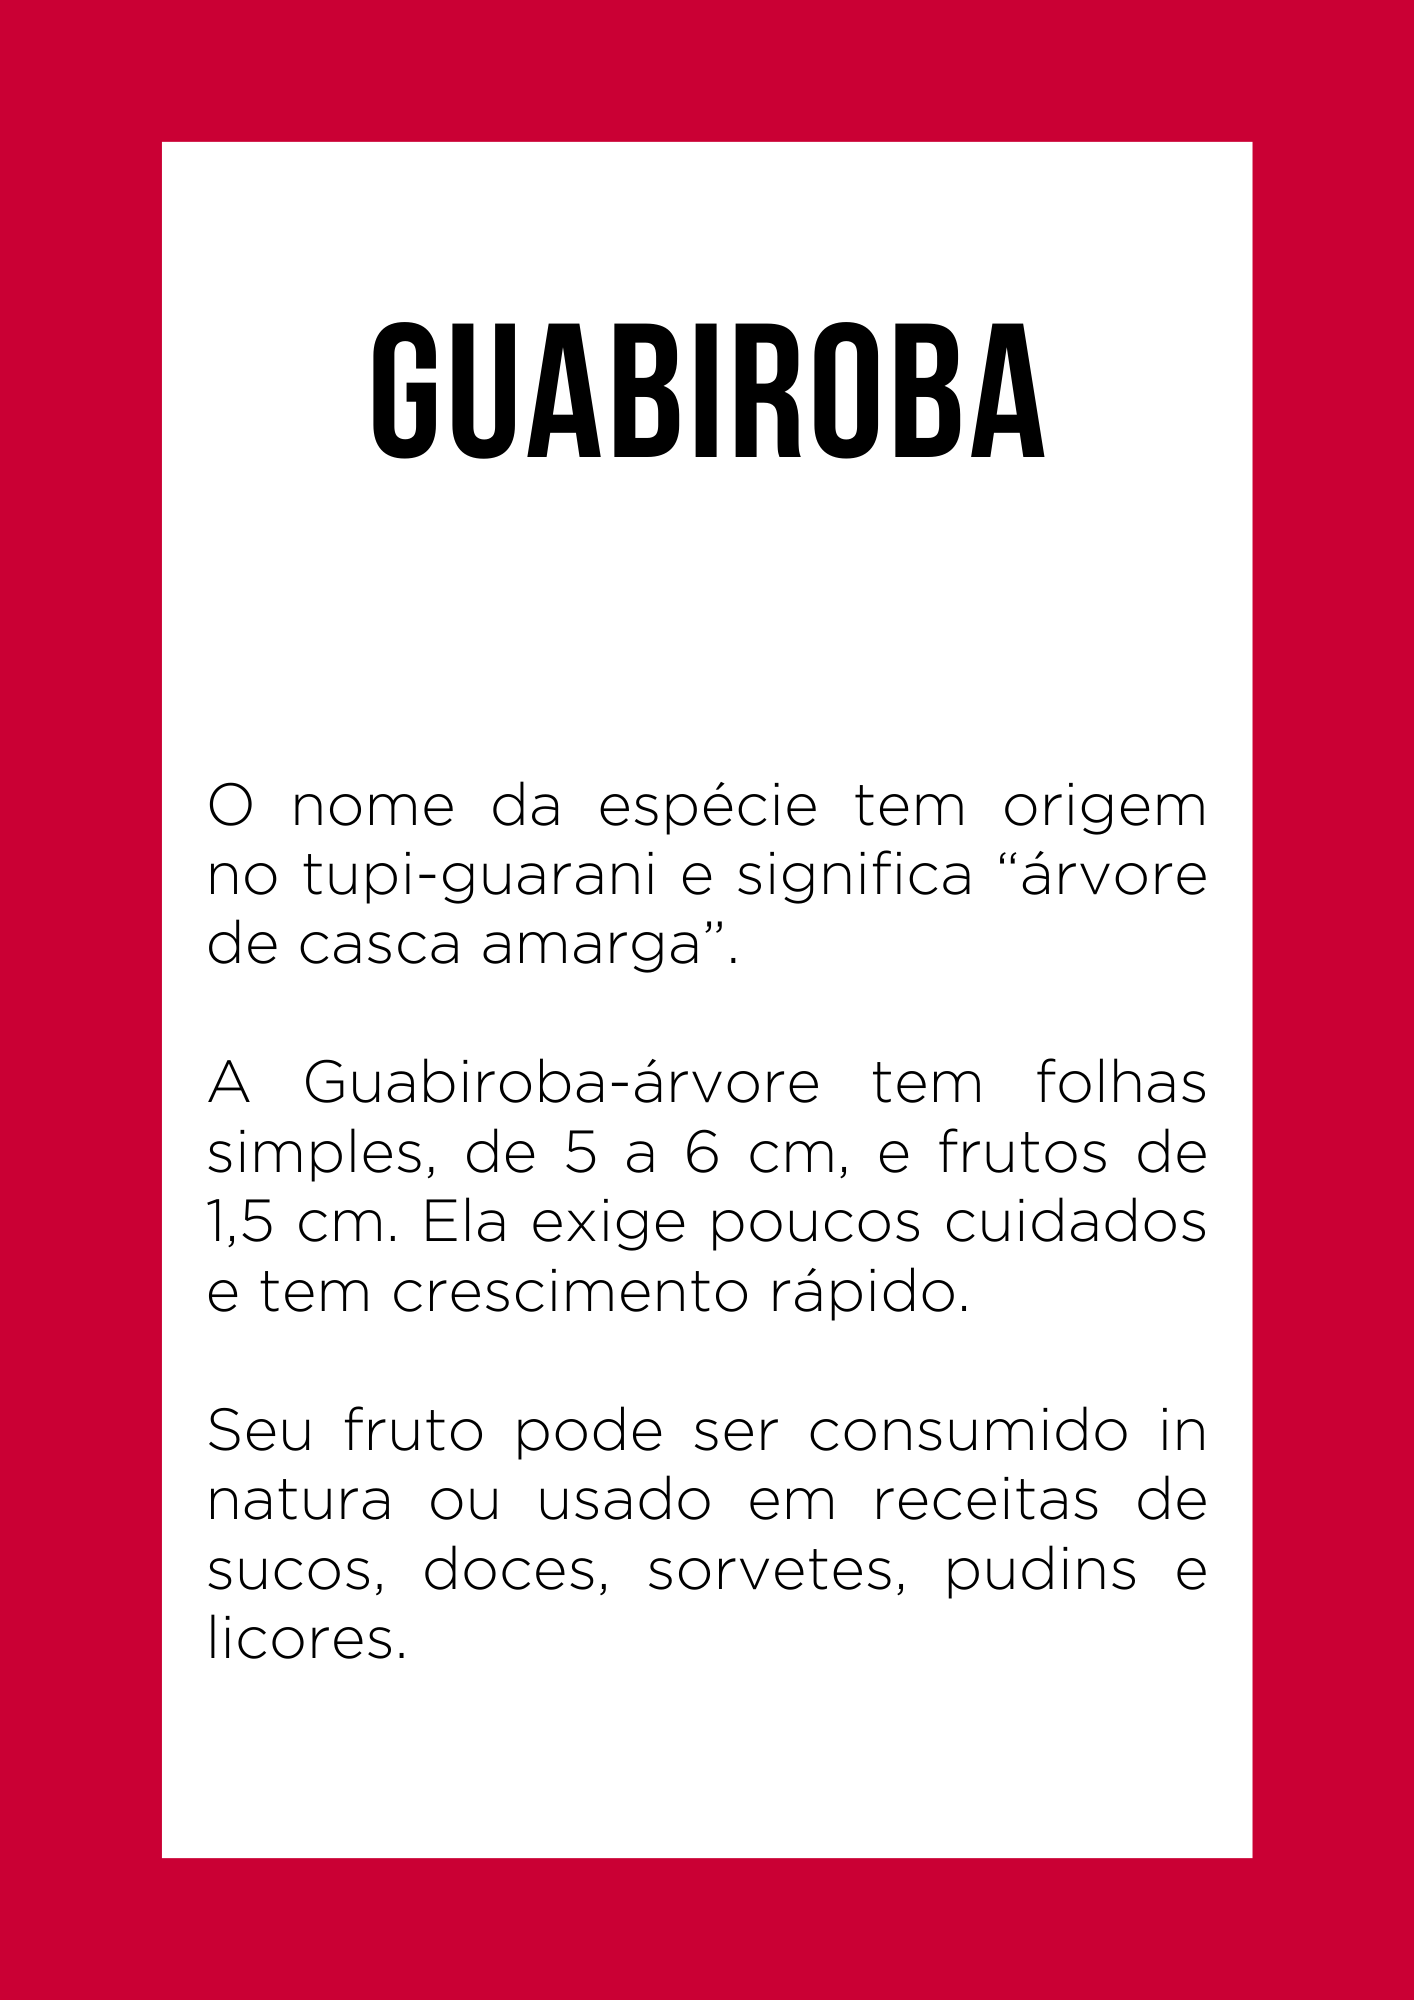 GUABIROBA
O nome da espécie tem origem
no tupi-guarani e significa “árvore
de casca amarga”.
A Guabiroba-árvore tem folhas
simples, de 5 a 6 cm, e frutos de
1,5 cm. Ela exige poucos cuidados
e tem crescimento rápido.
Seu fruto pode ser consumido in
natura ou usado em receitas de
sucos, doces, sorvetes, pudins e
licores.